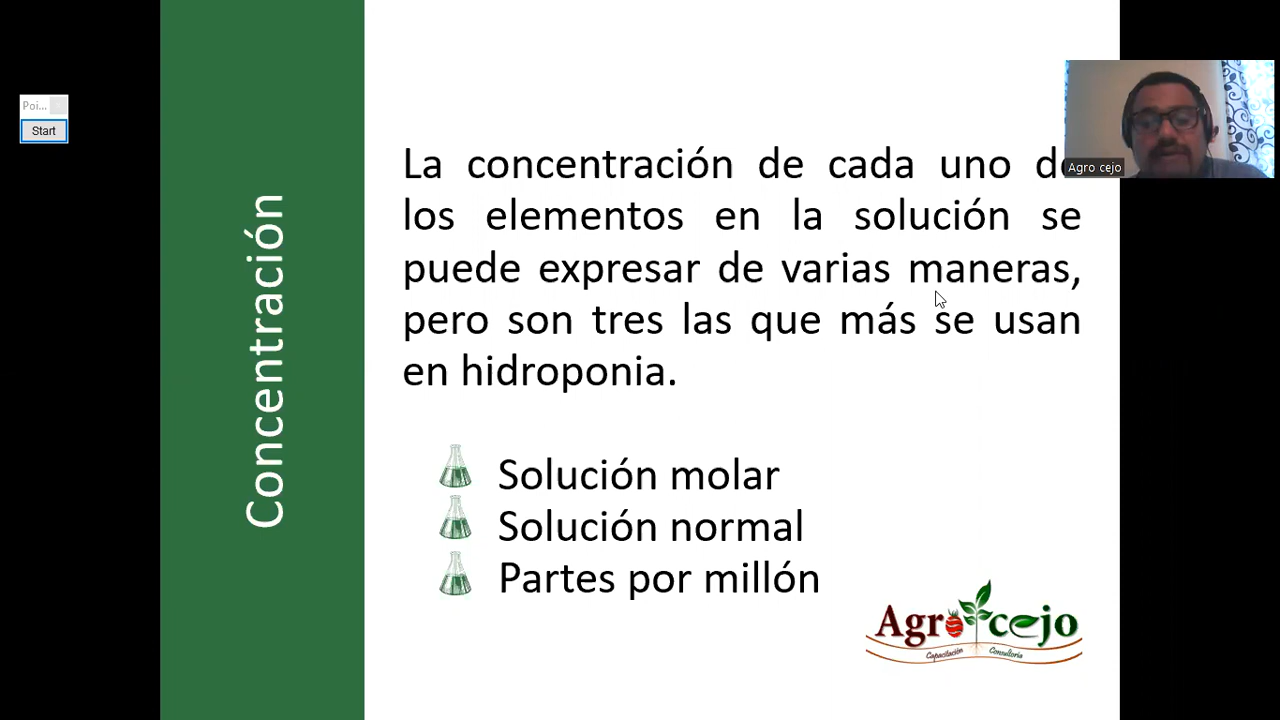 Poi...
Start
Concentración
La concentración de cada uno de
los elementos en la solución se
puede expresar de varias maneras,
pero son tres las que más se usan
en hidroponia.
Solución molar
Solución normal
Partes por millón
Agro cejo
Agro cejo
Capacitación Consultoria